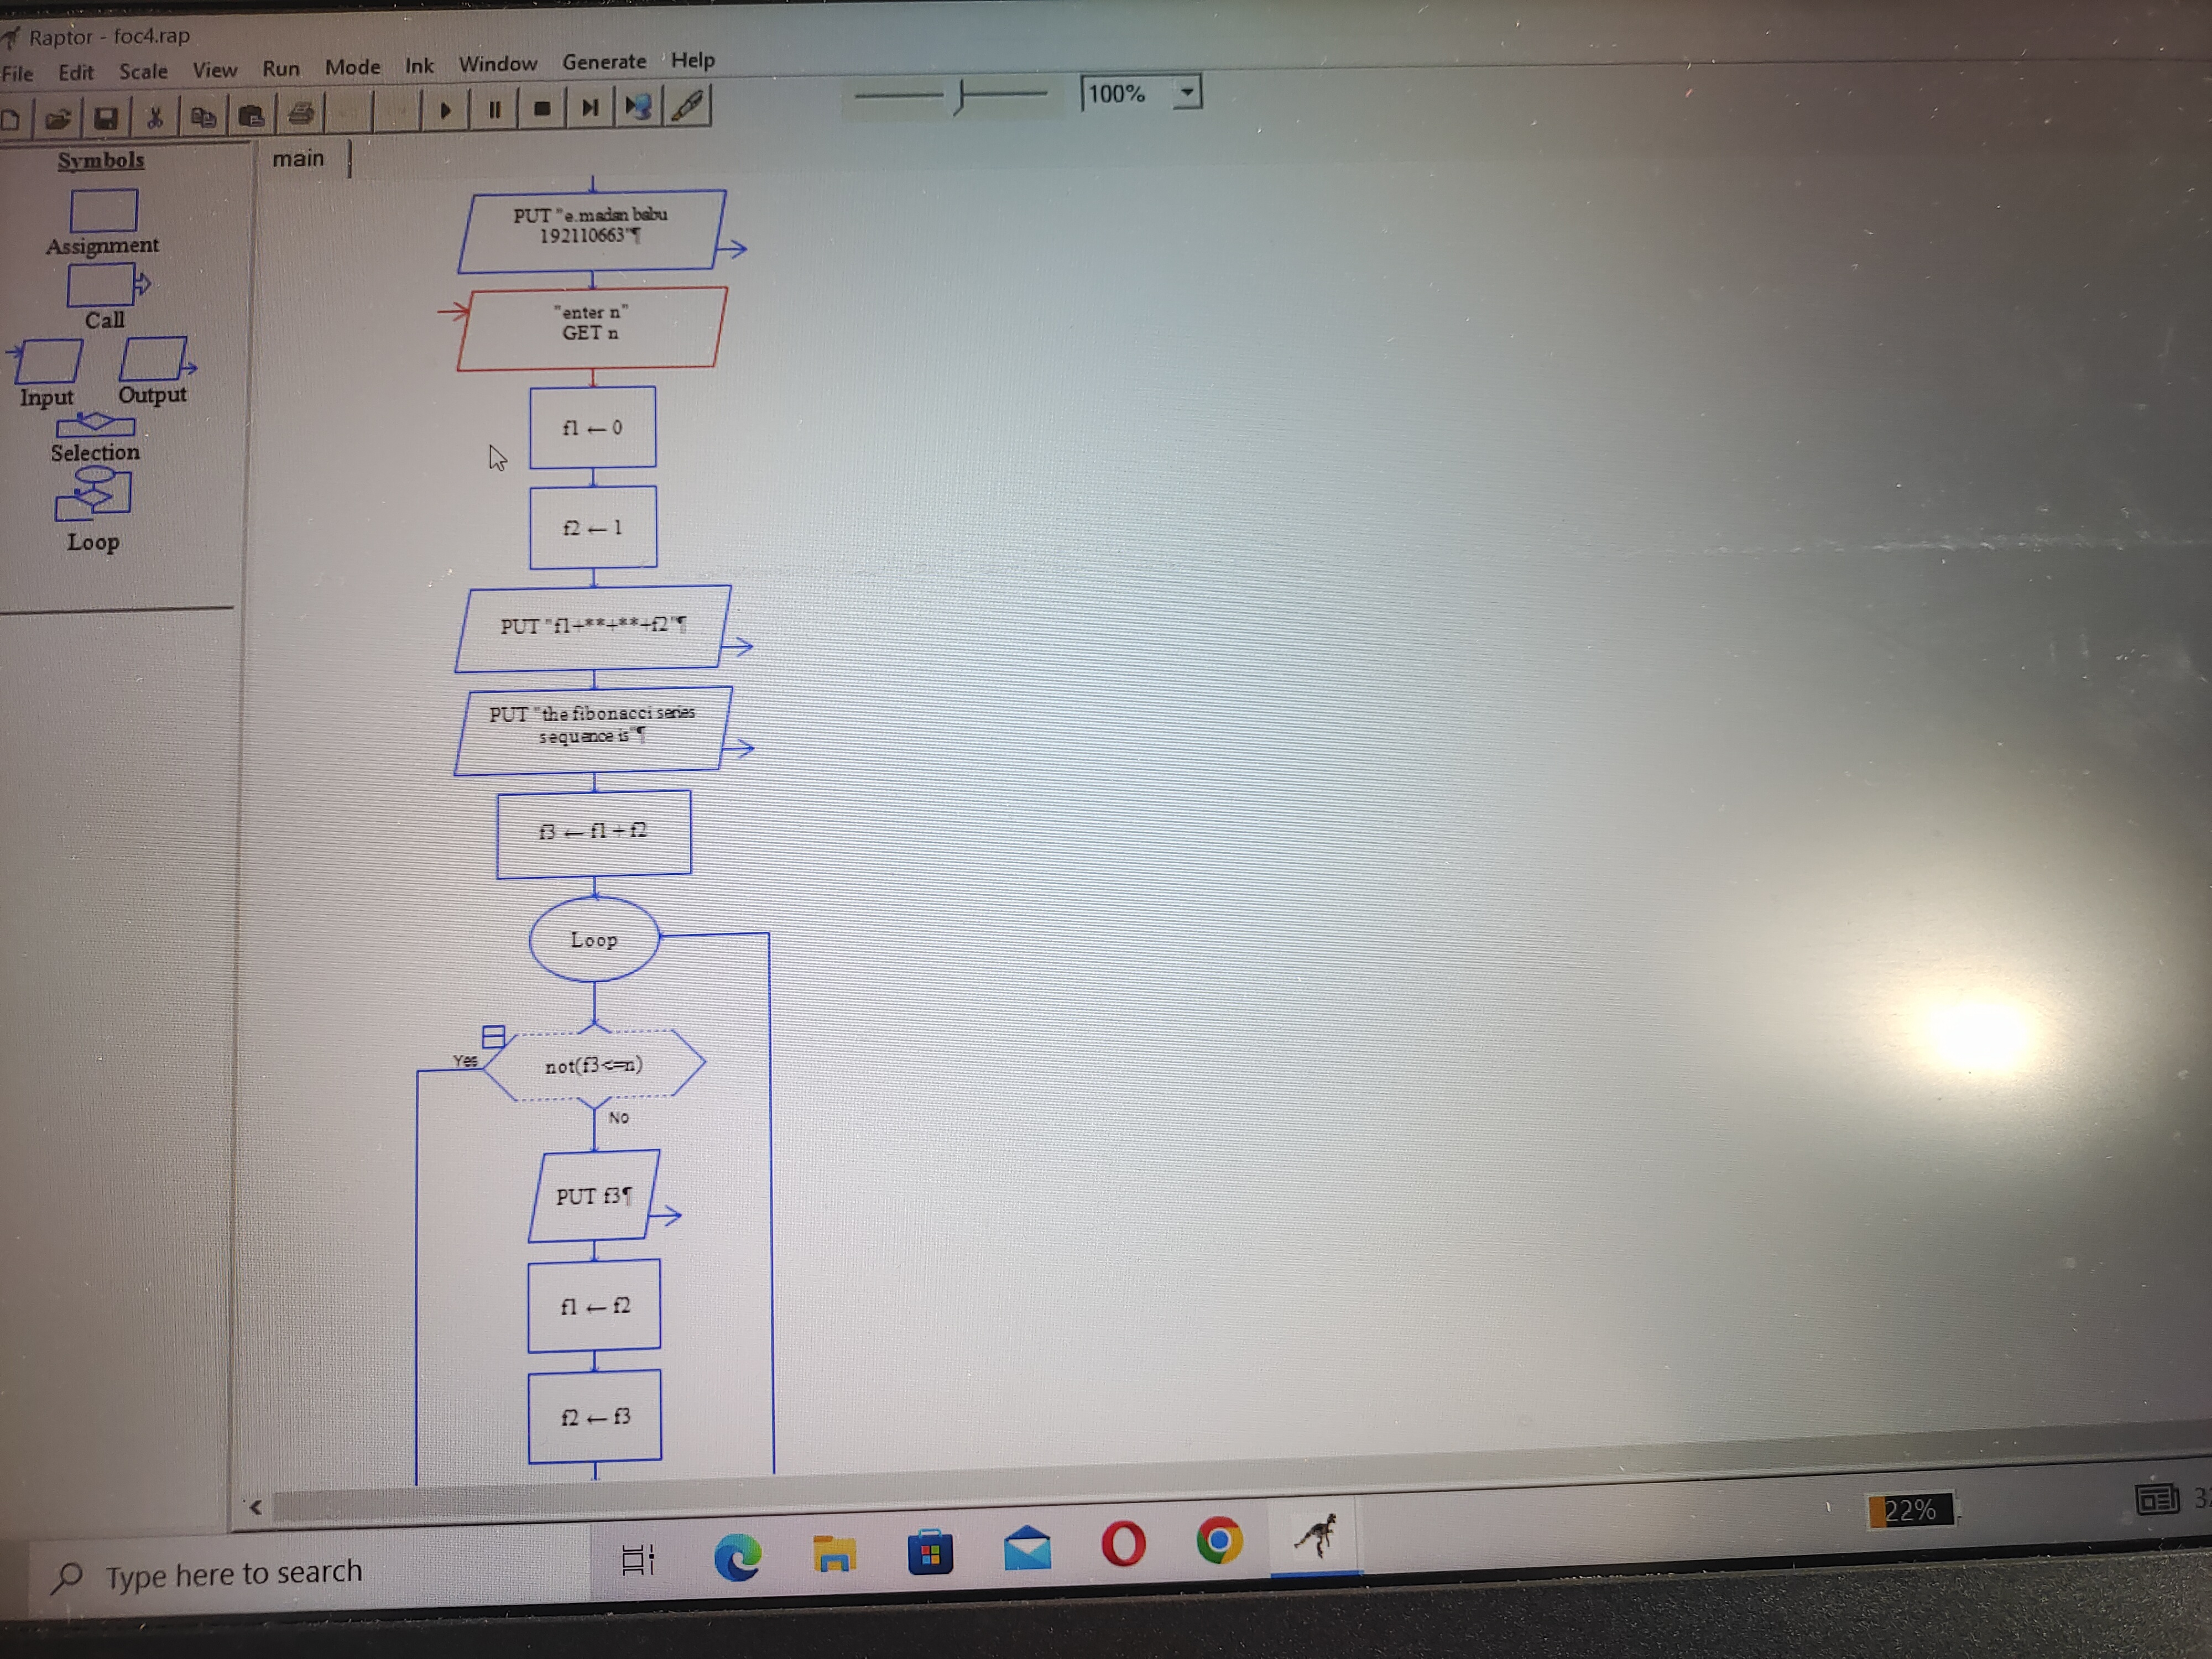 Raptor - foc4.rap
File Edit Scale View Run Mode Ink Window Generate Help
100%
Symbols
Assignment
Call
Input Output
Selection
Loop
main
PUT "e.madan babu
192110663"¶
"enter n"
GET n
f1 ← 0
f2 ← 1
PUT "f1+**+**+f2"¶
PUT "the fibonacci series
sequence is"¶
f3 ← f1 + f2
Loop
Yes
not(f3<=n)
No
PUT f3¶
f1 ← f2
f2 ← f3
Type here to search
22%